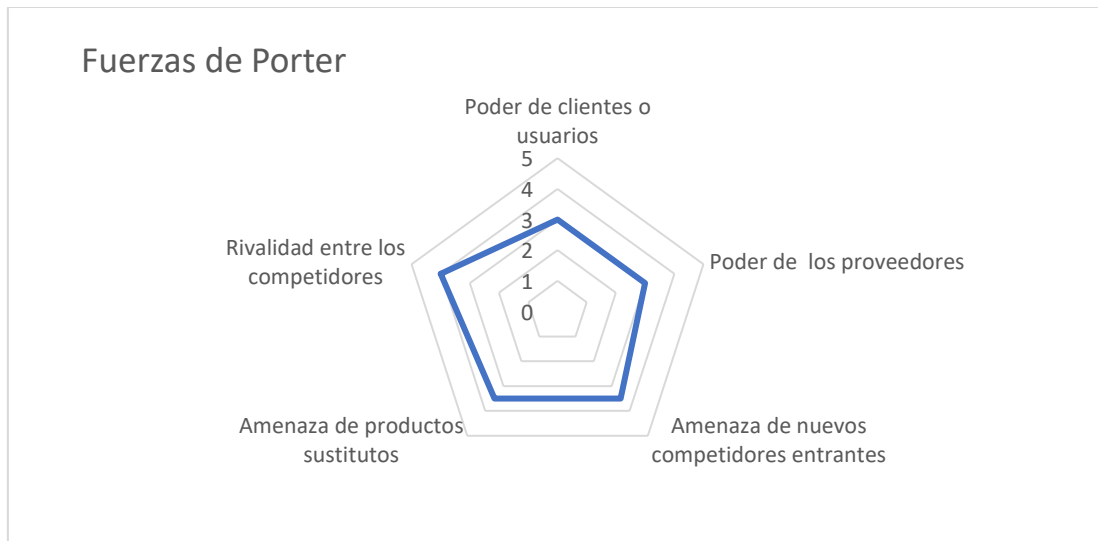 Fuerzas de Porter
Poder de clientes o
usuarios
5
4
3
2
1
0
Poder de  los proveedores
Amenaza de nuevos
competidores entrantes
Amenaza de productos
sustitutos
Rivalidad entre los
competidores